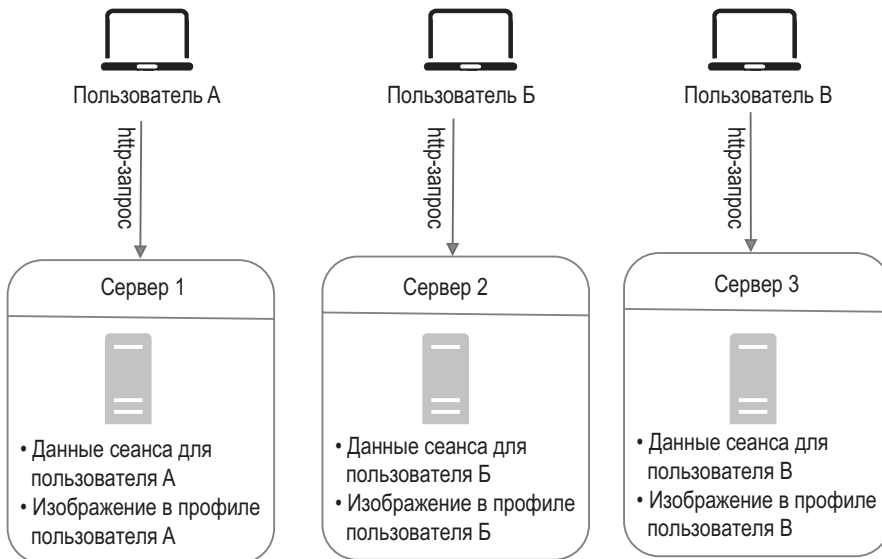 Пользователь А
Пользователь Б
Пользователь В
http-запрос
http-запрос
http-запрос
Сервер 1
• Данные сеанса для
пользователя А
• Изображение в профиле
пользователя А
Сервер 2
• Данные сеанса для
пользователя Б
• Изображение в профиле
пользователя Б
Сервер 3
• Данные сеанса для
пользователя В
• Изображение в профиле
пользователя В